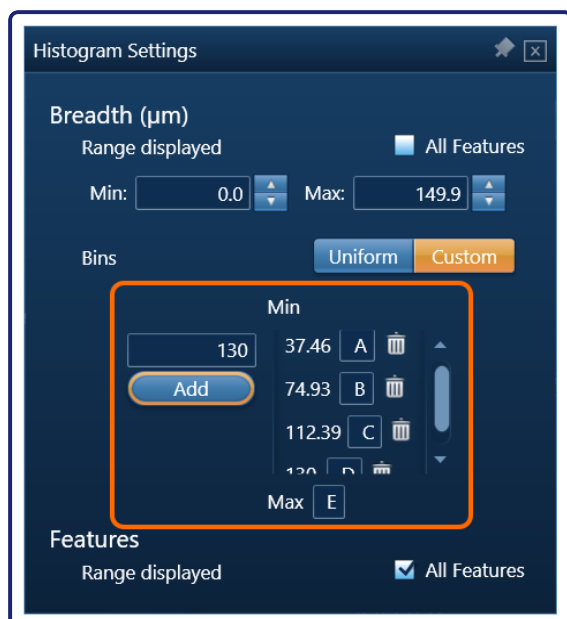 Histogram Settings
Breadth (µm)
Range displayed
All Features
Min: 0.0 Max: 149.9
Bins Uniform Custom
Min
130 37.46 A
Add 74.93 B
112.39 C
130 D
Max E
Features
Range displayed All Features